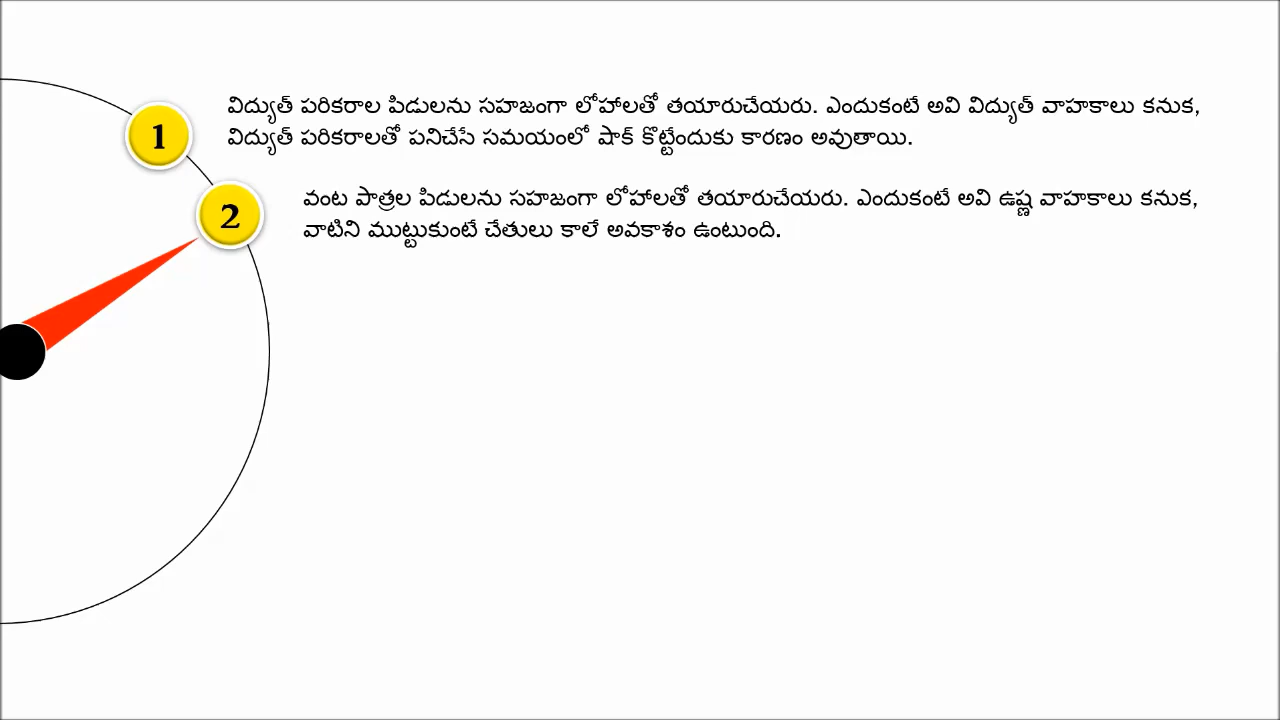 1
విద్యుత్ పరికరాల పిడులను సహజంగా లోహాలతో తయారుచేయరు. ఎందుకంటే అవి విద్యుత్ వాహకాలు కనుక,
విద్యుత్ పరికరాలతో పనిచేసే సమయంలో షాక్ కొట్టేందుకు కారణం అవుతాయి.
2
వంట పాత్రల పిడులను సహజంగా లోహాలతో తయారుచేయరు. ఎందుకంటే అవి ఉష్ణ వాహకాలు కనుక,
వాటిని ముట్టుకుంటే చేతులు కాలే అవకాశం ఉంటుంది.